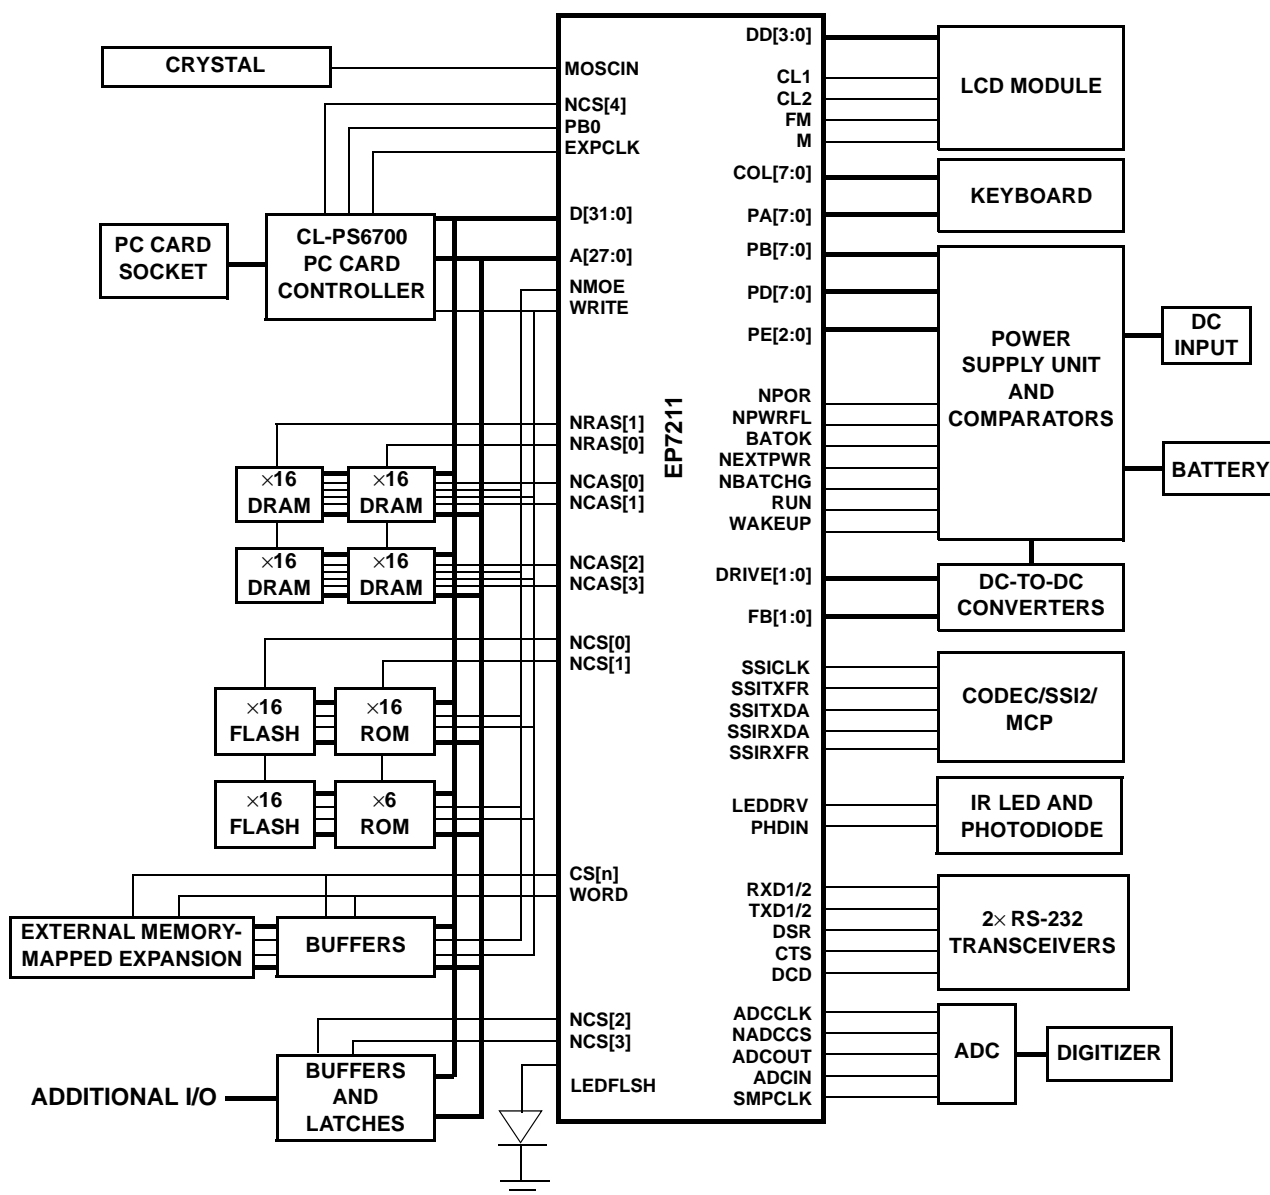 CRYSTAL
PC CARD
SOCKET
CL-PS6700
PC CARD
CONTROLLER
×16
DRAM
×16
DRAM
×16
DRAM
×16
DRAM
×16
FLASH
×16
ROM
×16
FLASH
×6
ROM
EXTERNAL MEMORY-
MAPPED EXPANSION
BUFFERS
ADDITIONAL I/O
BUFFERS
AND
LATCHES
MOSCIN
NCS[4]
PB0
EXPCLK
D[31:0]
A[27:0]
NMOE
WRITE
NRAS[1]
NRAS[0]
NCAS[0]
NCAS[1]
NCAS[2]
NCAS[3]
NCS[0]
NCS[1]
CS[n]
WORD
NCS[2]
NCS[3]
LEDFLSH
EP7211
DD[3:0]
CL1
CL2
FM
M
COL[7:0]
PA[7:0]
PB[7:0]
PD[7:0]
PE[2:0]
NPOR
NPWRFL
BATOK
NEXTPWR
NBATCHG
RUN
WAKEUP
DRIVE[1:0]
FB[1:0]
SSICLK
SSITXFR
SSITXDA
SSIRXDA
SSIRXFR
LEDDRV
PHDIN
RXD1/2
TXD1/2
DSR
CTS
DCD
ADCCLK
NADCCS
ADCOUT
ADCIN
SMPCLK
LCD MODULE
KEYBOARD
POWER
SUPPLY UNIT
AND
COMPARATORS
DC
INPUT
BATTERY
DC-TO-DC
CONVERTERS
CODEC/SSI2/
MCP
IR LED AND
PHOTODIODE
2× RS-232
TRANSCEIVERS
ADC
DIGITIZER